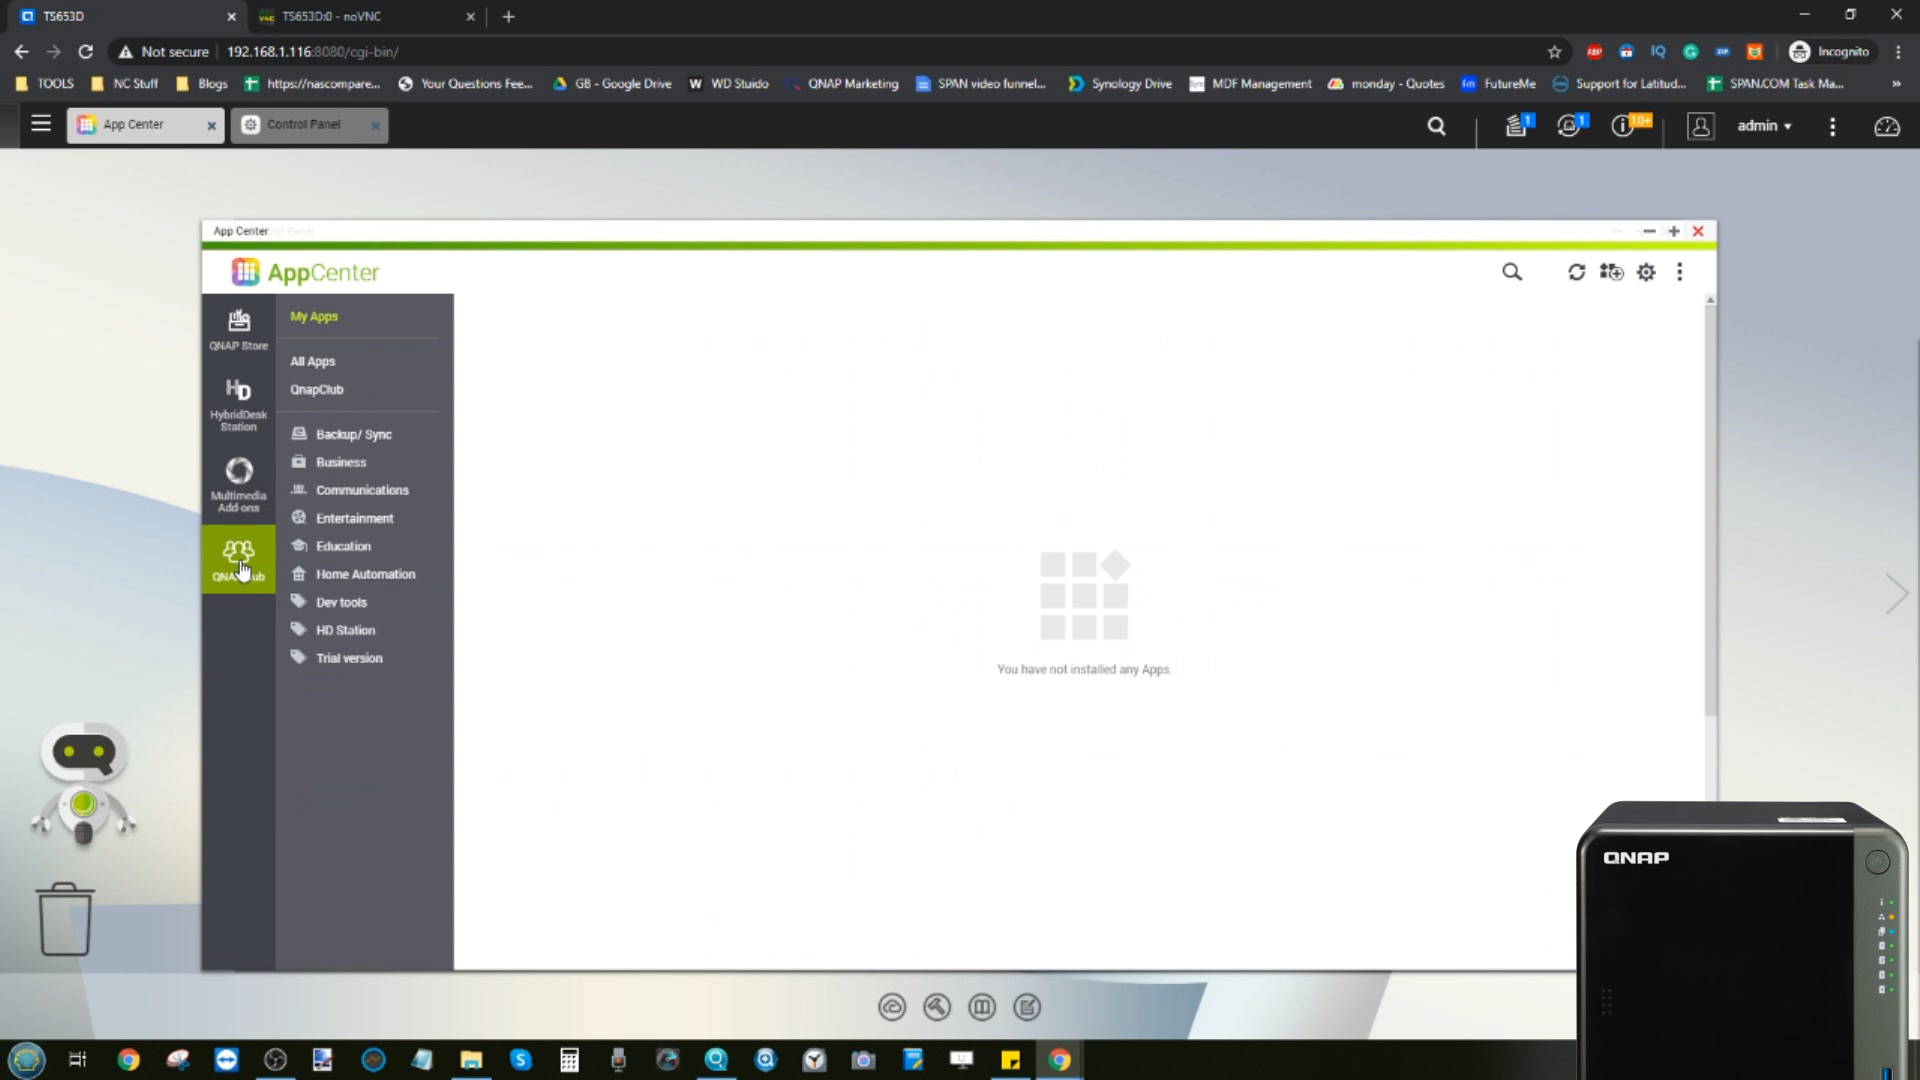 TS653D
TS653D:0 - noVNC
Not secure 192.168.1.116:8080/cgi-bin/
Incognito
TOOLS NC Stuff Blogs https://nascompare... Your Questions Fee... GB - Google Drive WD Stuido QNAP Marketing SPAN video funnel... Synology Drive MDF Management monday - Quotes FutureMe Support for Latitud... SPAN.COM Task Ma...
App Center
Control Panel
1
1
10+
admin
App Center
AppCenter
QNAP Store
HD
HybridDesk
Station
Multimedia
Add-ons
My Apps
All Apps
QnapClub
Backup/ Sync
Business
Communications
Entertainment
Education
Home Automation
Dev tools
HD Station
Trial version
You have not installed any Apps.
QNAP